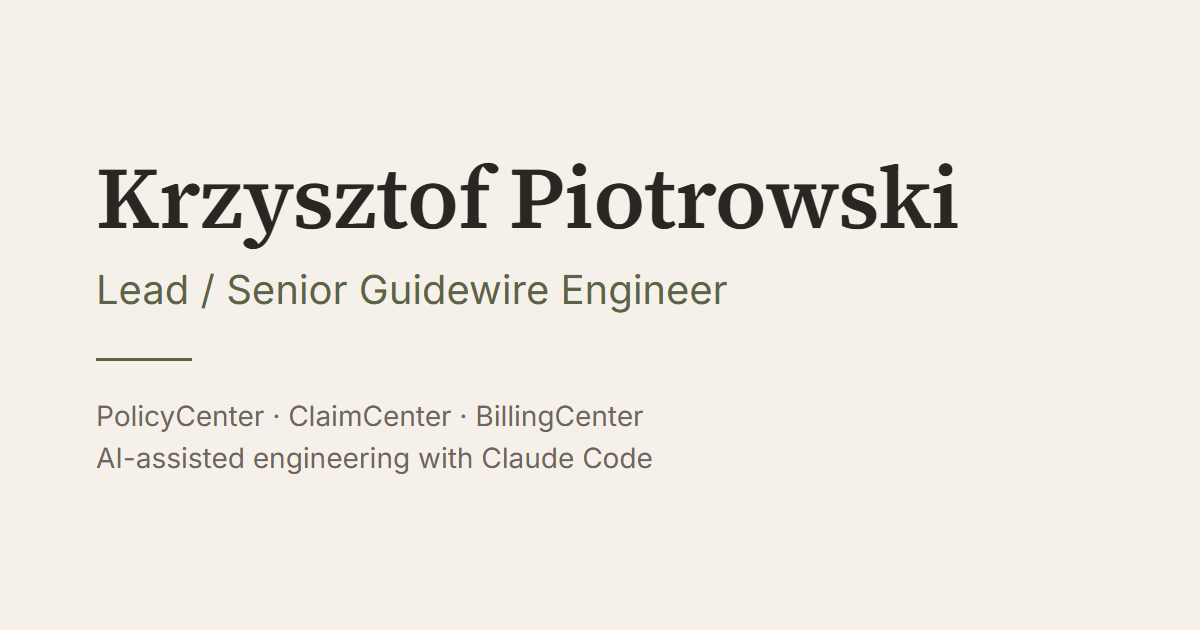 Krzysztof Piotrowski
Lead / Senior Guidewire Engineer
PolicyCenter · ClaimCenter · BillingCenter
AI-assisted engineering with Claude Code